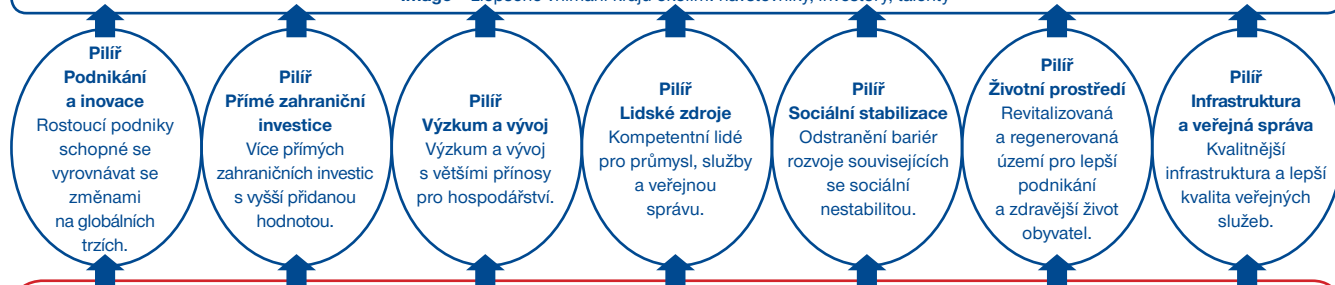 Pilíř
Podnikání
a inovace
Rostoucí podniky
schopné se
vyrovnávat se
změnami
na globálních
trzích.
Pilíř
Přímé zahraniční
investice
Více přímých
zahraničních investic
s vyšší přidanou
hodnotou.
Pilíř
Výzkum a vývoj
Výzkum a vývoj
s většími přínosy
pro hospodářství.
Pilíř
Lidské zdroje
Kompetentní lidé
pro průmysl, služby
a veřejnou
správu.
Pilíř
Sociální stabilizace
Odstranění bariér
rozvoje souvisejících
se sociální
nestabilitou.
Pilíř
Životní prostředí
Revitalizovaná
a regenerovaná
území pro lepší
podnikání
a zdravější život
obyvatel.
Pilíř
Infrastruktura
a veřejná správa
Kvalitnější
infrastruktura a lepší
kvalita veřejných
služeb.